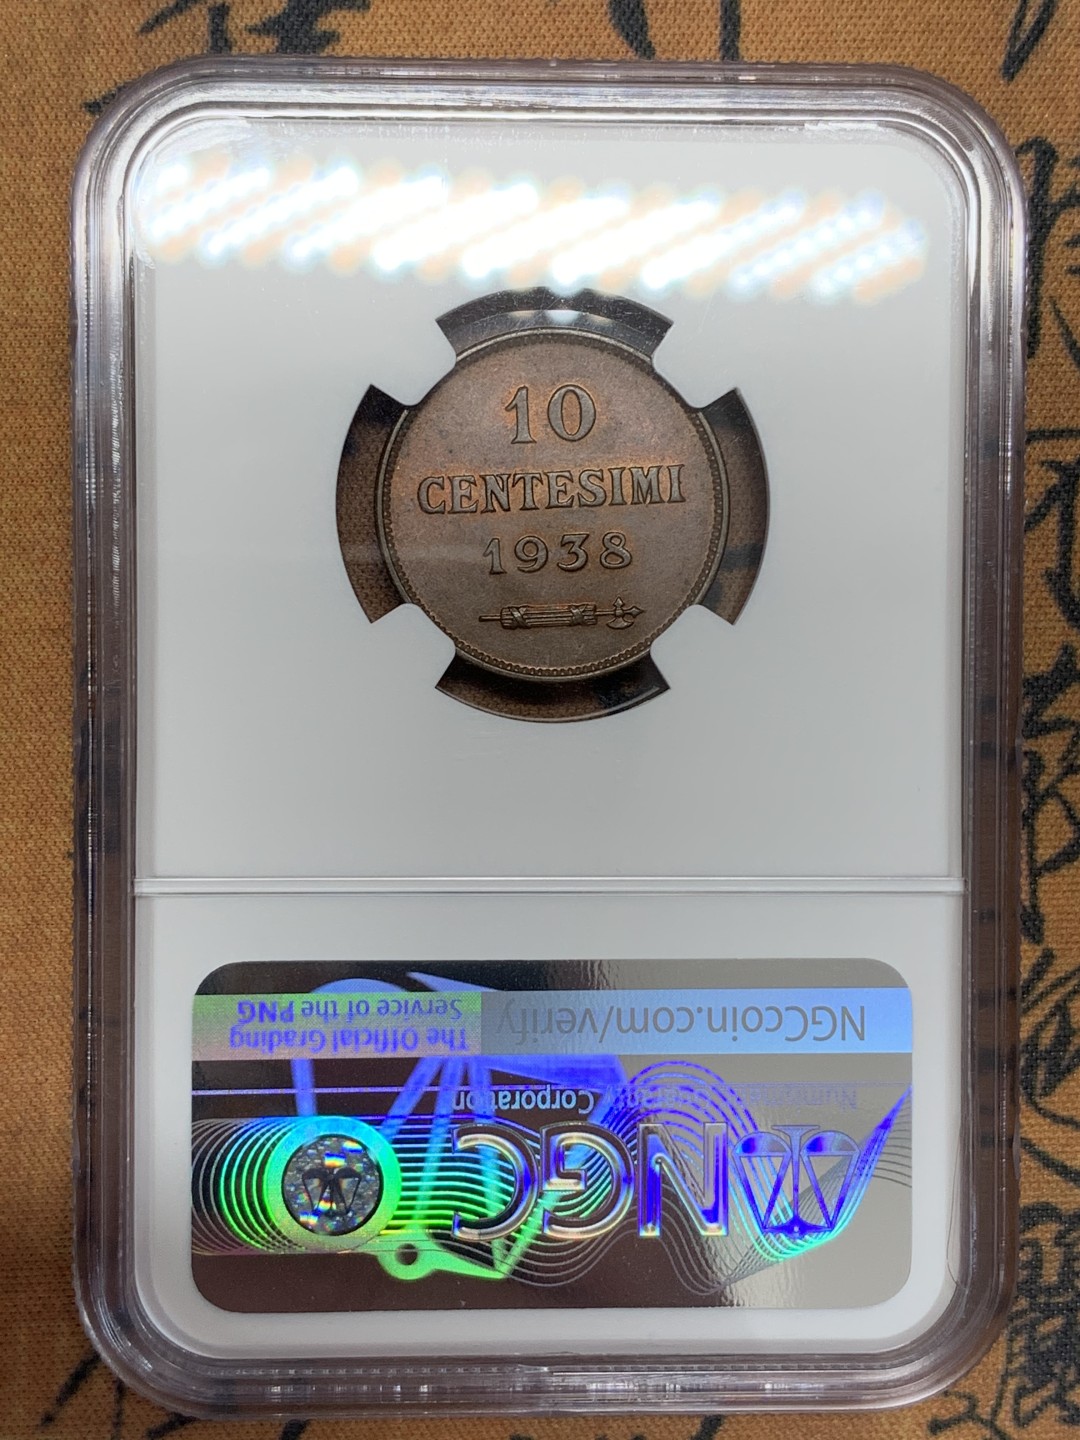 10
CENTESIMI
1938
NGC
Corporation
NGCcoin.com/verify
The Official Grading
Service of the PNG